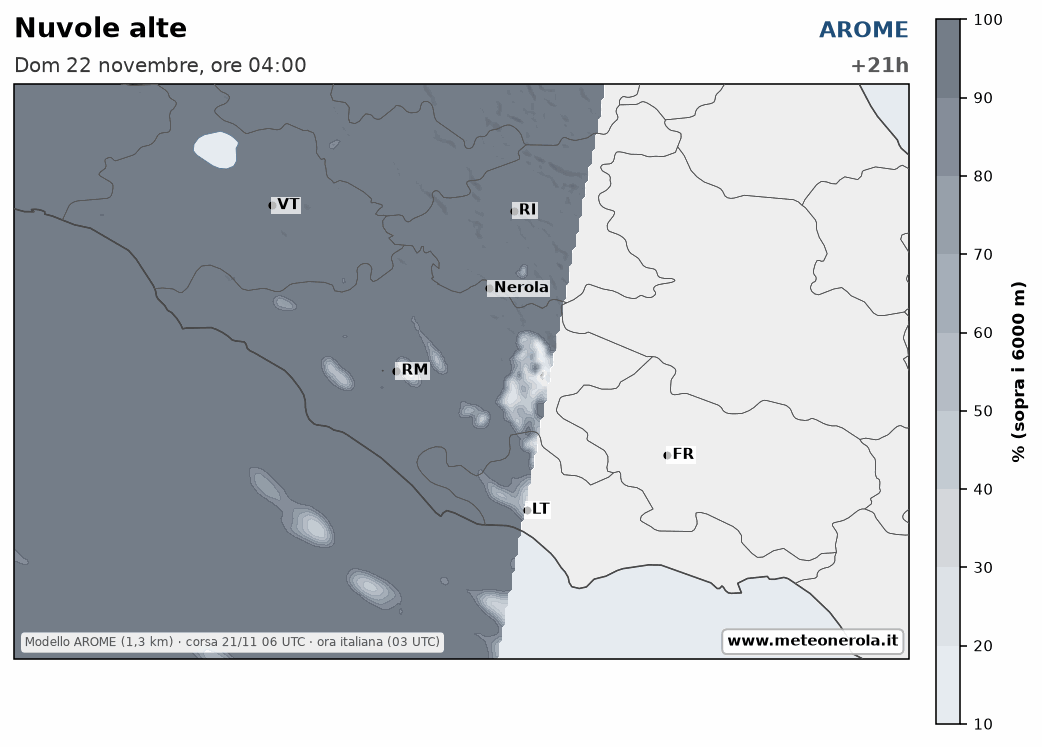 Nuvole alte
AROME
Dom 22 novembre, ore 04:00
+21h
100
90
80
70
60
50
40
30
20
10
% (sopra i 6000 m)
VT
RI
Nerola
RM
FR
LT
Modello AROME (1,3 km) · corsa 21/11 06 UTC · ora italiana (03 UTC)
www.meteonerola.it